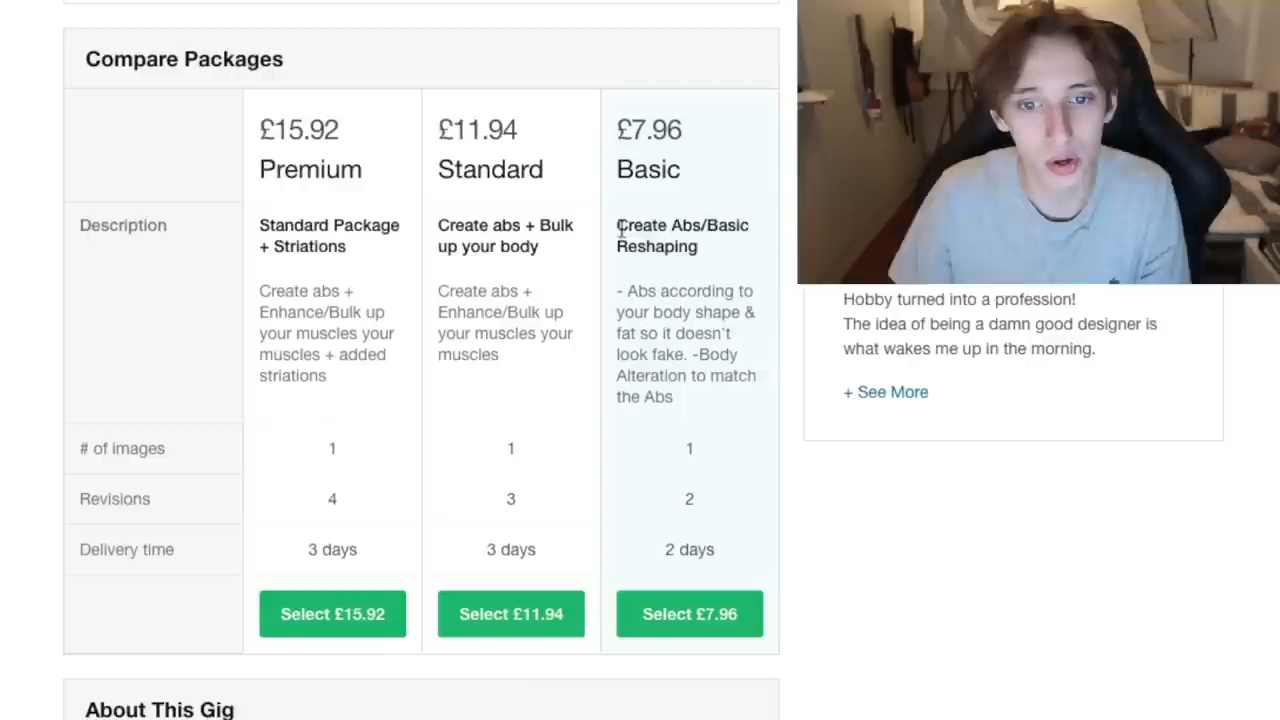 Compare Packages
£15.92
Premium
£11.94
Standard
£7.96
Basic
Description
Standard Package
+ Striations
Create abs +
Enhance/Bulk up
your muscles your
muscles + added
striations
Create abs + Bulk
up your body
Create abs +
Enhance/Bulk up
your muscles your
muscles
Create Abs/Basic
Reshaping
- Abs according to
your body shape &
fat so it doesn't
look fake. -Body
Alteration to match
the Abs
# of images
1
1
1
Revisions
4
3
2
Delivery time
3 days
3 days
2 days
Select £15.92
Select £11.94
Select £7.96
About This Gig
Hobby turned into a profession!
The idea of being a damn good designer is
what wakes me up in the morning.
+ See More